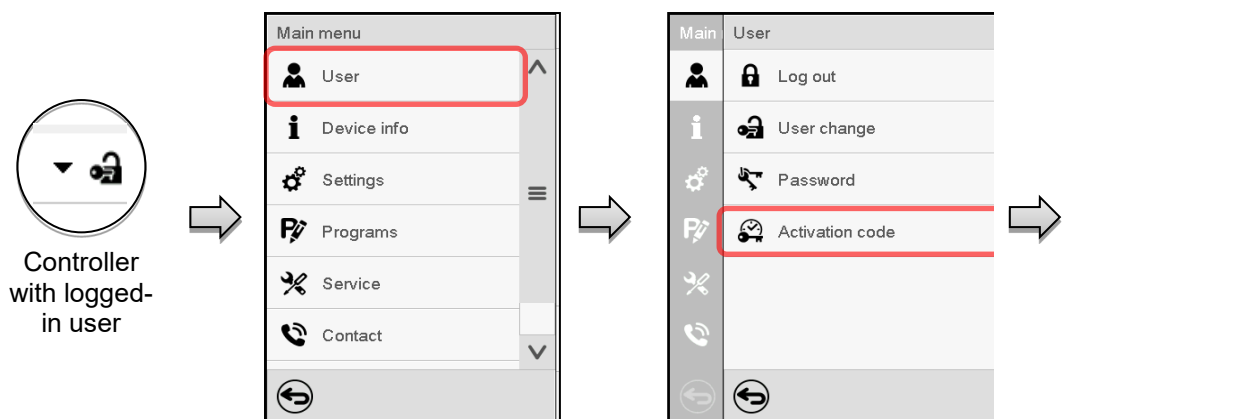 Controller
with logged-
in user
Main menu
User
Device info
Settings
Programs
Service
Contact
Main
User
Log out
User change
Password
Activation code